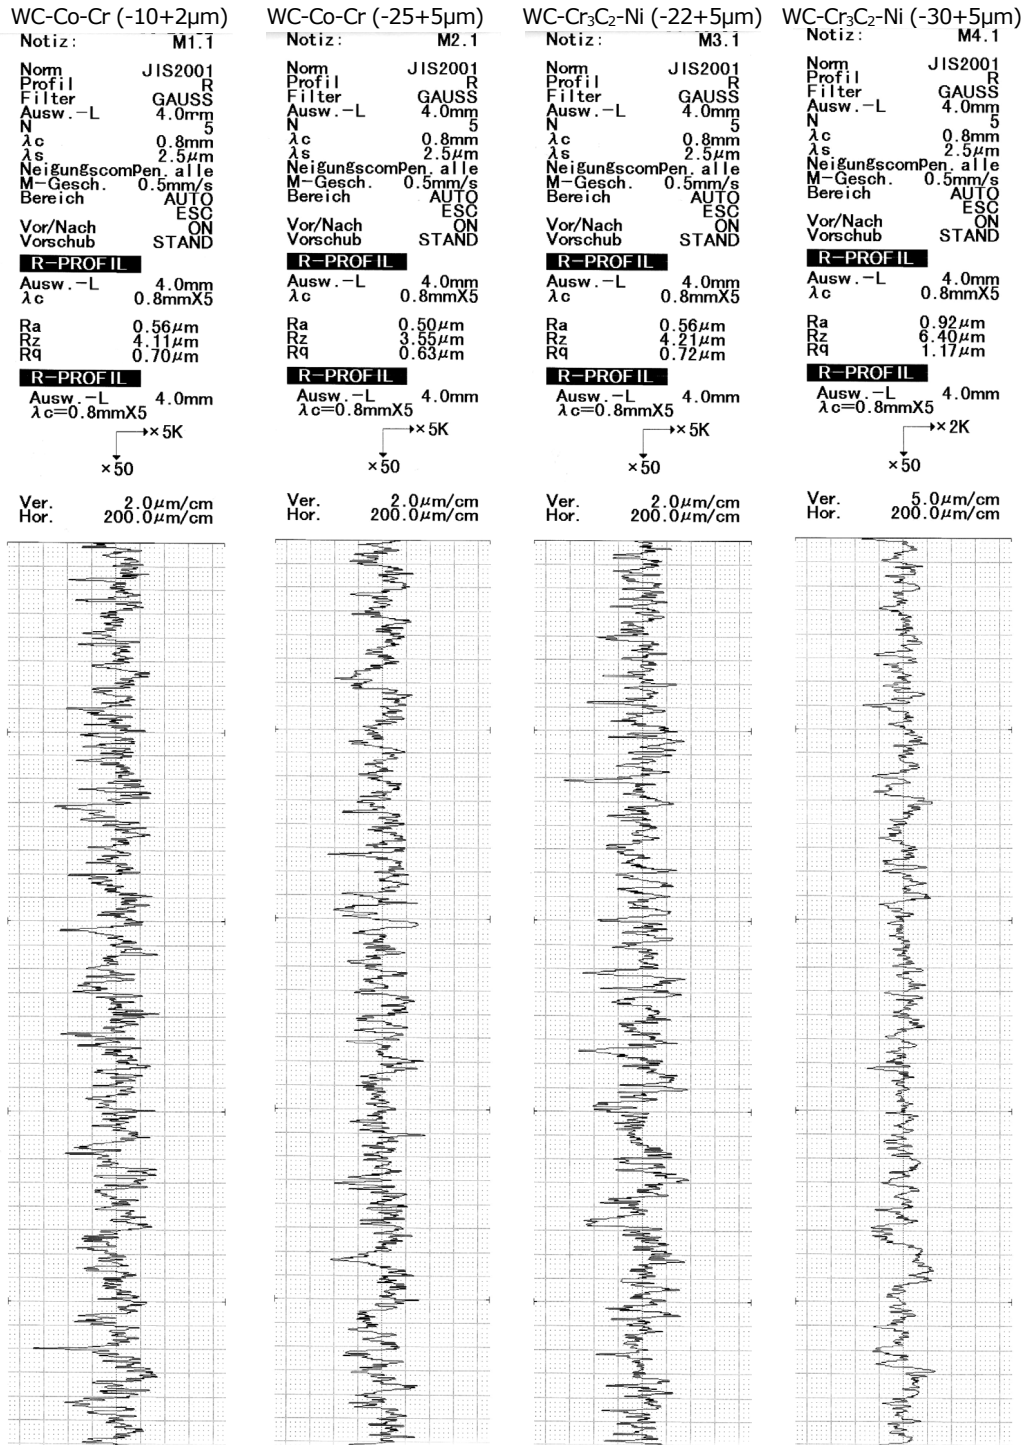 WC-Co-Cr (-10+2μm)
Notiz: M1.1
Norm JIS2001
Profil R
Filter GAUSS
Ausw.-L 4.0mm
N 5
λc 0.8mm
λs 2.5μm
Neigungscompen. alle
M-Gesch. 0.5mm/s
Bereich AUTO
ESC
Vor/Nach ON
Vorschub STAND
R-PROFIL
Ausw.-L 4.0mm
λc 0.8mmX5
Ra 0.56μm
Rz 4.11μm
Rq 0.70μm
R-PROFIL
Ausw.-L 4.0mm
λc=0.8mmX5
×5K
×50
Ver. 2.0μm/cm
Hor. 200.0μm/cm
WC-Co-Cr (-25+5μm)
Notiz: M2.1
Norm JIS2001
Profil R
Filter GAUSS
Ausw.-L 4.0mm
N 5
λc 0.8mm
λs 2.5μm
Neigungscompen. alle
M-Gesch. 0.5mm/s
Bereich AUTO
ESC
Vor/Nach ON
Vorschub STAND
R-PROFIL
Ausw.-L 4.0mm
λc 0.8mmX5
Ra 0.50μm
Rz 3.55μm
Rq 0.63μm
R-PROFIL
Ausw.-L 4.0mm
λc=0.8mmX5
×5K
×50
Ver. 2.0μm/cm
Hor. 200.0μm/cm
WC-Cr₃C₂-Ni (-22+5μm)
Notiz: M3.1
Norm JIS2001
Profil R
Filter GAUSS
Ausw.-L 4.0mm
N 5
λc 0.8mm
λs 2.5μm
Neigungscompen. alle
M-Gesch. 0.5mm/s
Bereich AUTO
ESC
Vor/Nach ON
Vorschub STAND
R-PROFIL
Ausw.-L 4.0mm
λc 0.8mmX5
Ra 0.56μm
Rz 4.21μm
Rq 0.72μm
R-PROFIL
Ausw.-L 4.0mm
λc=0.8mmX5
×5K
×50
Ver. 2.0μm/cm
Hor. 200.0μm/cm
WC-Cr₃C₂-Ni (-30+5μm)
Notiz: M4.1
Norm JIS2001
Profil R
Filter GAUSS
Ausw.-L 4.0mm
N 5
λc 0.8mm
λs 2.5μm
Neigungscompen. alle
M-Gesch. 0.5mm/s
Bereich AUTO
ESC
Vor/Nach ON
Vorschub STAND
R-PROFIL
Ausw.-L 4.0mm
λc 0.8mmX5
Ra 0.92μm
Rz 6.40μm
Rq 1.17μm
R-PROFIL
Ausw.-L 4.0mm
λc=0.8mmX5
×2K
×50
Ver. 5.0μm/cm
Hor. 200.0μm/cm